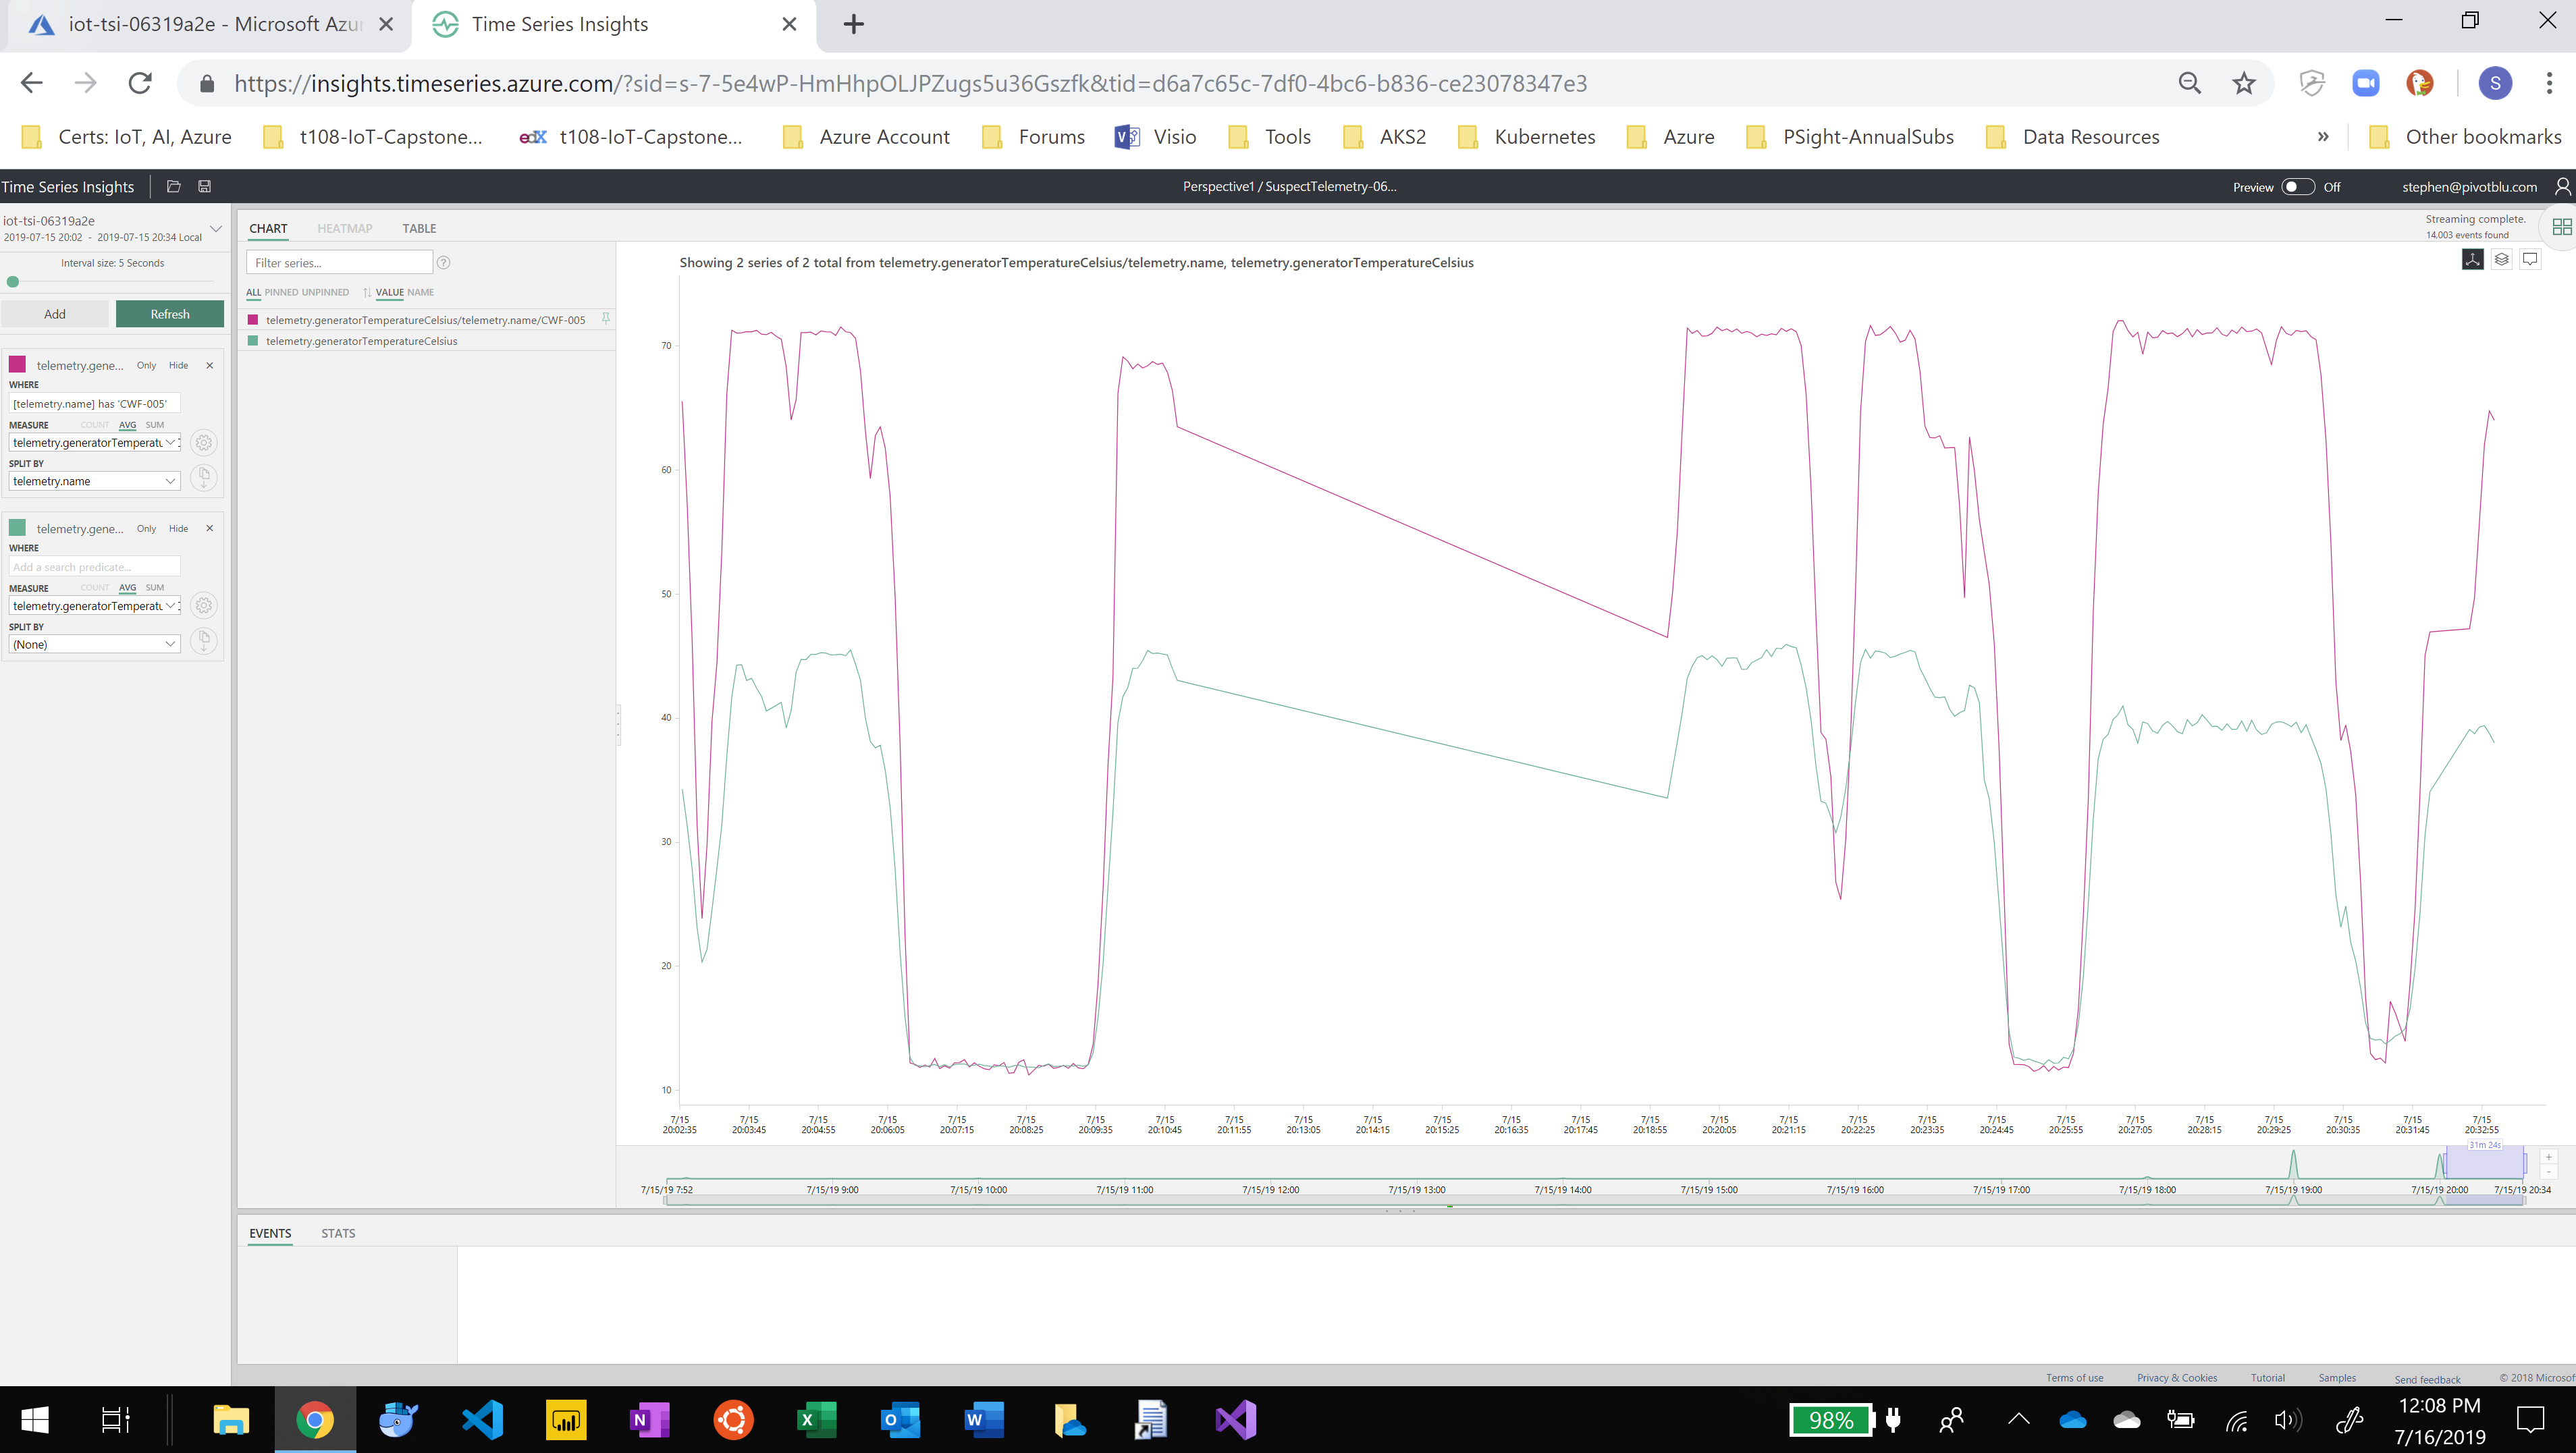 iot-tsi-06319a2e - Microsoft Azu
Time Series Insights
https://insights.timeseries.azure.com/?sid=s-7-5e4wP-HmHhpOLJPZugs5u36Gszfk&tid=d6a7c65c-7df0-4bc6-b836-ce23078347e3
S
Certs: IoT, AI, Azure
t108-IoT-Capstone...
edX t108-IoT-Capstone...
Azure Account
Forums
Visio
Tools
AKS2
Kubernetes
Azure
PSight-AnnualSubs
Data Resources
»
Other bookmarks
Time Series Insights
Perspective1 / SuspectTelemetry-06...
Preview Off
stephen@pivotblu.com
iot-tsi-06319a2e
2019-07-15 20:02 - 2019-07-15 20:34 Local
Interval size: 5 Seconds
Add Refresh
telemetry.gene... Only Hide ×
WHERE
[telemetry.name] has 'CWF-005'
MEASURE COUNT AVG SUM
telemetry.generatorTemperatu
SPLIT BY
telemetry.name
telemetry.gene... Only Hide ×
WHERE
Add a search predicate...
MEASURE COUNT AVG SUM
telemetry.generatorTemperatu
SPLIT BY
(None)
CHART HEATMAP TABLE
Streaming complete.
14,003 events found
Filter series... ?
ALL PINNED UNPINNED VALUE NAME
telemetry.generatorTemperatureCelsius/telemetry.name/CWF-005
telemetry.generatorTemperatureCelsius
Showing 2 series of 2 total from telemetry.generatorTemperatureCelsius/telemetry.name, telemetry.generatorTemperatureCelsius
70
60
50
40
30
20
10
7/15 7/15 7/15 7/15 7/15 7/15 7/15 7/15 7/15 7/15 7/15 7/15 7/15 7/15 7/15 7/15 7/15 7/15 7/15 7/15 7/15 7/15 7/15 7/15 7/15 7/15 7/15
20:02:35 20:03:45 20:04:55 20:06:05 20:07:15 20:08:25 20:09:35 20:10:45 20:11:55 20:13:05 20:14:15 20:15:25 20:16:35 20:17:45 20:18:55 20:20:05 20:21:15 20:22:25 20:23:35 20:24:45 20:25:55 20:27:05 20:28:15 20:29:25 20:30:35 20:31:45 20:32:55
31m 24s
+
-
7/15/19 7:52 7/15/19 9:00 7/15/19 10:00 7/15/19 11:00 7/15/19 12:00 7/15/19 13:00 7/15/19 14:00 7/15/19 15:00 7/15/19 16:00 7/15/19 17:00 7/15/19 18:00 7/15/19 19:00 7/15/19 20:00 7/15/19 20:34
EVENTS STATS
Terms of use Privacy & Cookies Tutorial Samples Send feedback © 2018 Microsoft
N
X
O
W
98%
12:08 PM
7/16/2019